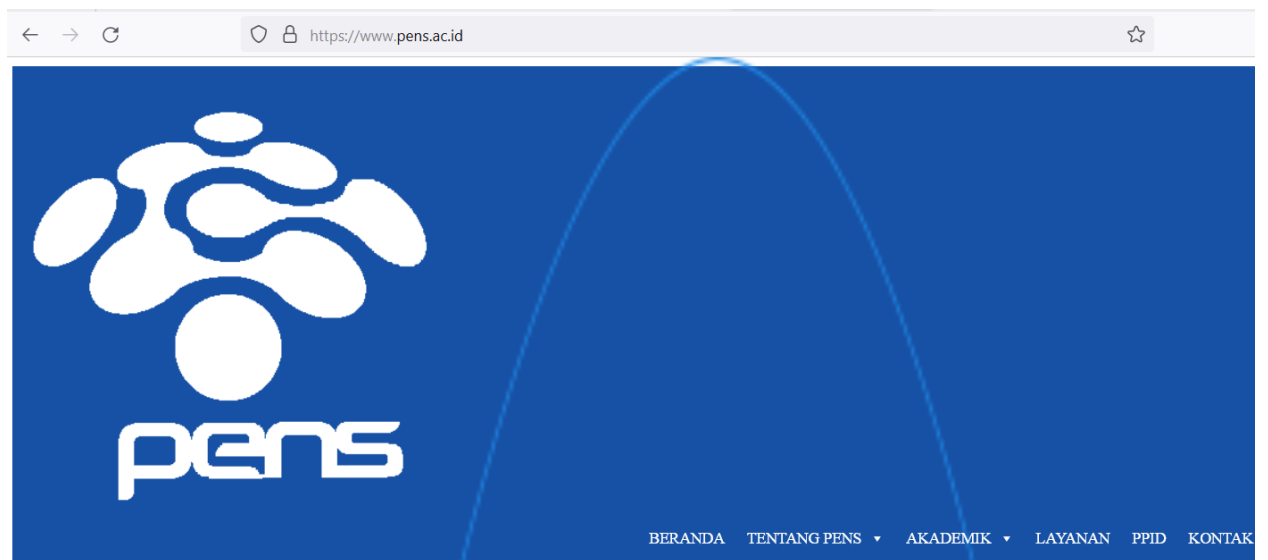 https://www.pens.ac.id
pens
BERANDA TENTANG PENS AKADEMIK LAYANAN PPID KONTAK